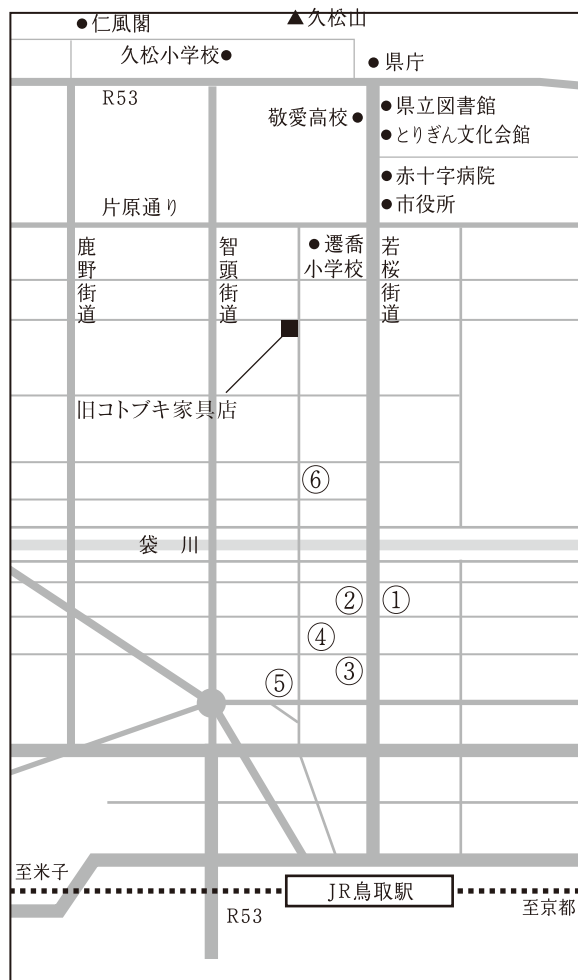 ●仁風閣
▲久松山
久松小学校●
●県庁
R53
●県立図書館
敬愛高校●
●とりぎん文化会館
●赤十字病院
片原通り
●市役所
鹿野街道
智頭街道
●遷喬
小学校
若桜街道
旧コトブキ家具店
⑥
袋 川
②
①
④
③
⑤
至米子
JR鳥取駅
至京都
R53